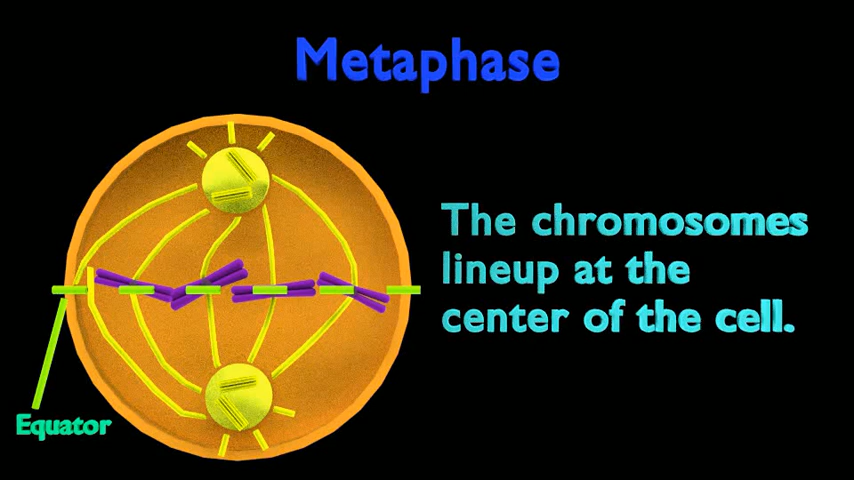 Metaphase
The chromosomes
lineup at the
center of the cell.
Equator